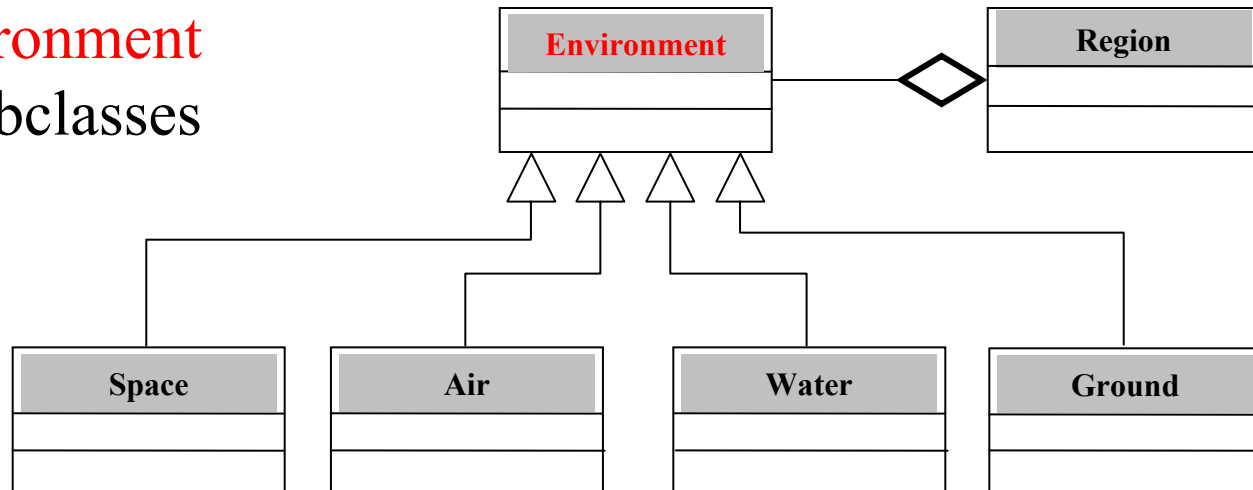 ronment
bclasses
Environment
Region
Space
Air
Water
Ground